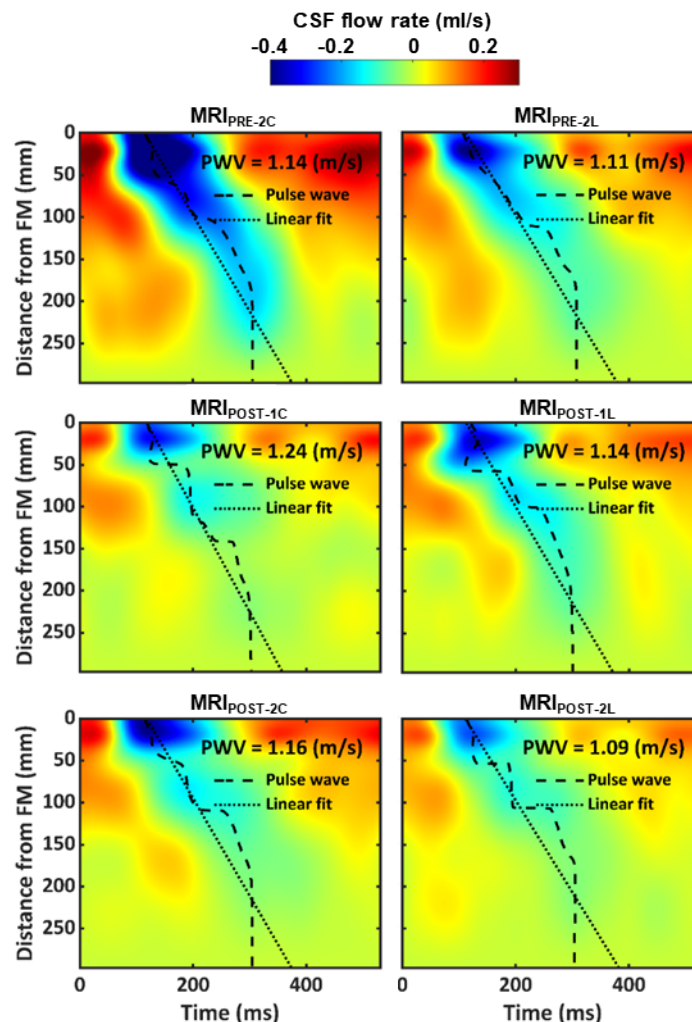 CSF flow rate (ml/s)
-0.4 -0.2 0 0.2
MRIPRE-2C
MRIPRE-2L
0
50
100
150
200
250
Distance from FM (mm)
PWV = 1.14 (m/s)
Pulse wave
Linear fit
PWV = 1.11 (m/s)
Pulse wave
Linear fit
MRIPOST-1C
MRIPOST-1L
0
50
100
150
200
250
Distance from FM (mm)
PWV = 1.24 (m/s)
Pulse wave
Linear fit
PWV = 1.14 (m/s)
Pulse wave
Linear fit
MRIPOST-2C
MRIPOST-2L
0
50
100
150
200
250
Distance from FM (mm)
PWV = 1.16 (m/s)
Pulse wave
Linear fit
PWV = 1.09 (m/s)
Pulse wave
Linear fit
0 200 400
0 200 400
Time (ms)
Time (ms)